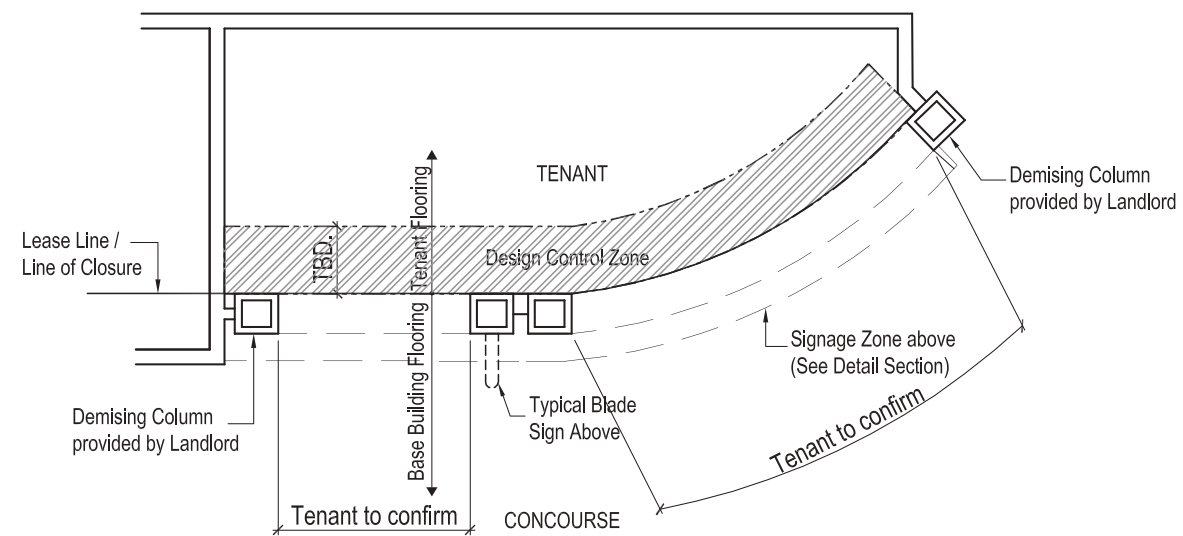 TENANT
Demising Column
provided by Landlord
Lease Line /
Line of Closure
TBD.
Tenant Flooring
Design Control Zone
Base Building Flooring
Signage Zone above
(See Detail Section)
Demising Column
provided by Landlord
Typical Blade
Sign Above
Tenant to confirm
Tenant to confirm
CONCOURSE